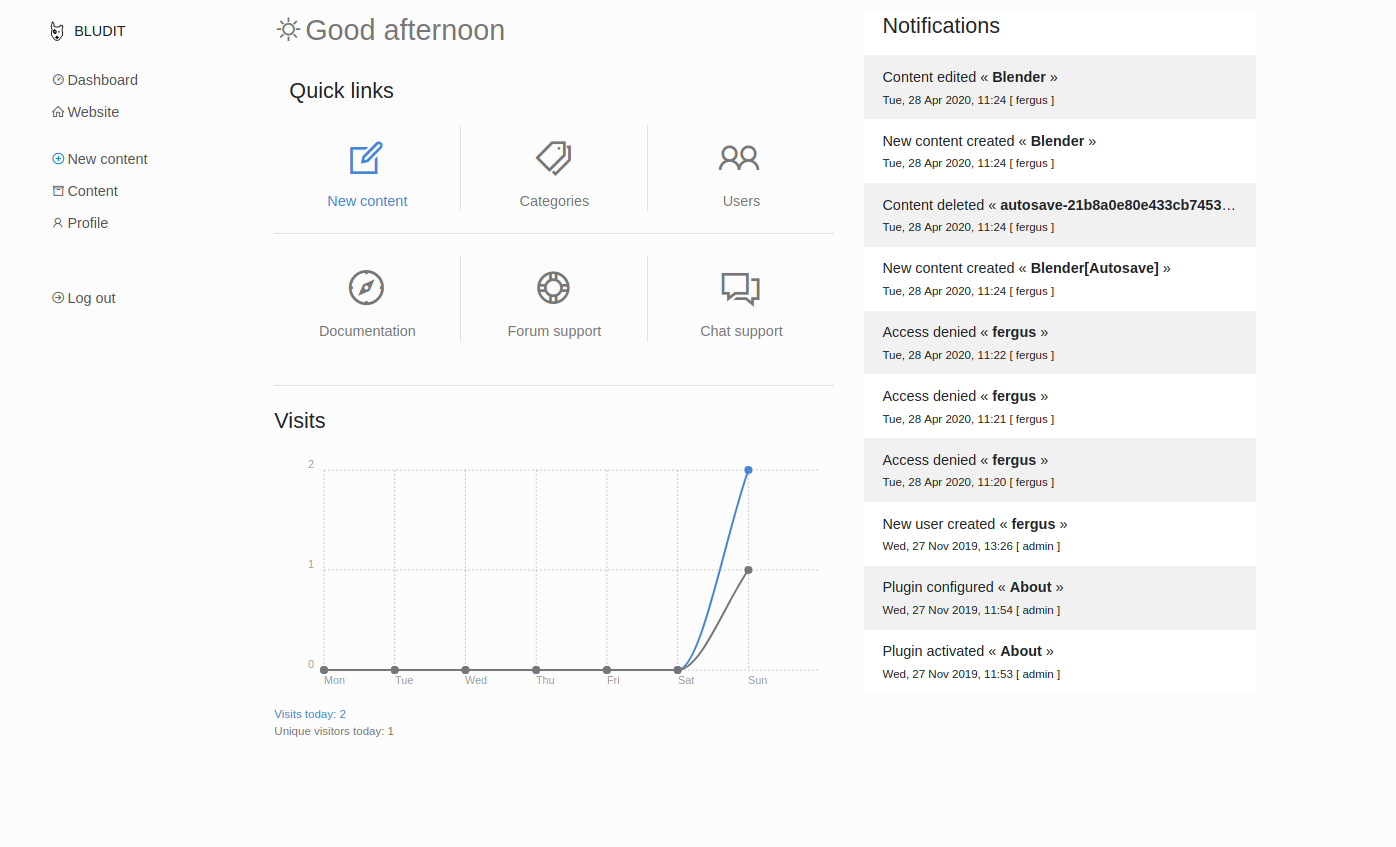 BLUDIT
Dashboard
Website
New content
Content
Profile
Log out
Good afternoon
Quick links
New content
Categories
Users
Documentation
Forum support
Chat support
Visits
2
1
0
Mon Tue Wed Thu Fri Sat Sun
Visits today: 2
Unique visitors today: 1
Notifications
Content edited « Blender »
Tue, 28 Apr 2020, 11:24 [ fergus ]
New content created « Blender »
Tue, 28 Apr 2020, 11:24 [ fergus ]
Content deleted « autosave-21b8a0e80e433cb7453…
Tue, 28 Apr 2020, 11:24 [ fergus ]
New content created « Blender[Autosave] »
Tue, 28 Apr 2020, 11:24 [ fergus ]
Access denied « fergus »
Tue, 28 Apr 2020, 11:22 [ fergus ]
Access denied « fergus »
Tue, 28 Apr 2020, 11:21 [ fergus ]
Access denied « fergus »
Tue, 28 Apr 2020, 11:20 [ fergus ]
New user created « fergus »
Wed, 27 Nov 2019, 13:26 [ admin ]
Plugin configured « About »
Wed, 27 Nov 2019, 11:54 [ admin ]
Plugin activated « About »
Wed, 27 Nov 2019, 11:53 [ admin ]